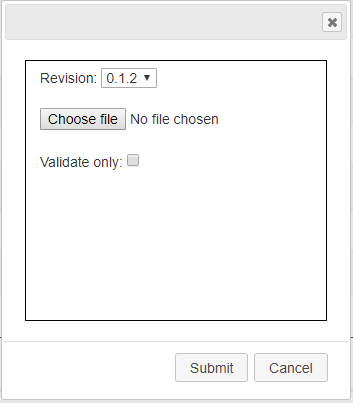 Revision: 0.1.2
Choose file No file chosen
Validate only:
Submit Cancel